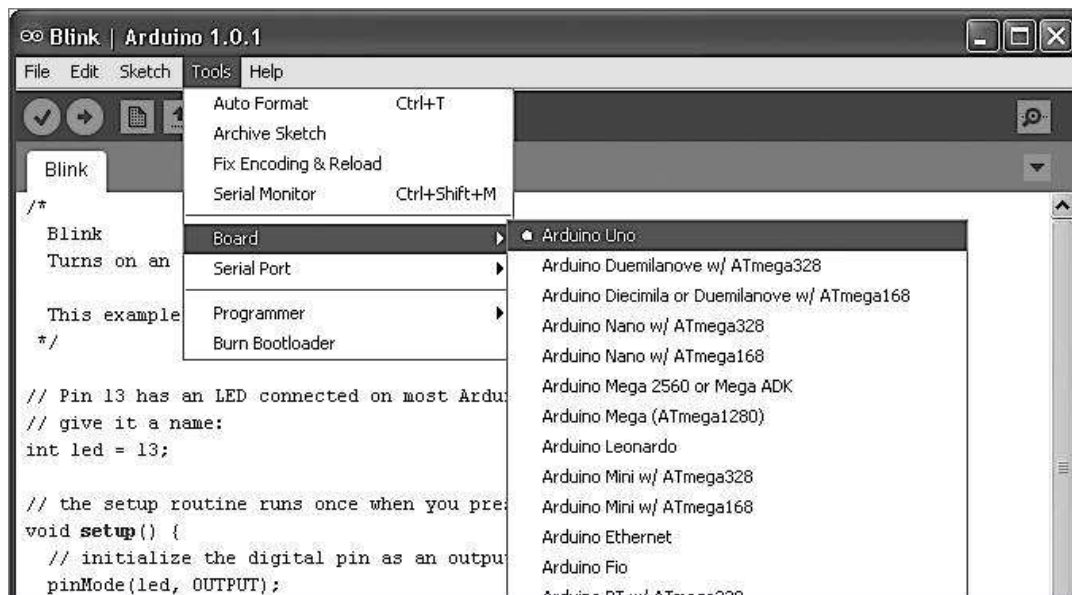 Blink | Arduino 1.0.1
File Edit Sketch Tools Help
Auto Format Ctrl+T
Archive Sketch
Fix Encoding & Reload
Serial Monitor Ctrl+Shift+M
Board
Serial Port
Programmer
Burn Bootloader
Arduino Uno
Arduino Duemilanove w/ ATmega328
Arduino Diecimila or Duemilanove w/ ATmega168
Arduino Nano w/ ATmega328
Arduino Nano w/ ATmega168
Arduino Mega 2560 or Mega ADK
Arduino Mega (ATmega1280)
Arduino Leonardo
Arduino Mini w/ ATmega328
Arduino Mini w/ ATmega168
Arduino Ethernet
Arduino Fio
Blink
/*
Blink
Turns on an
This example
*/
// Pin 13 has an LED connected on most Ardu
// give it a name:
int led = 13;
// the setup routine runs once when you pre
void setup() {
// initialize the digital pin as an outpu
pinMode(led, OUTPUT);